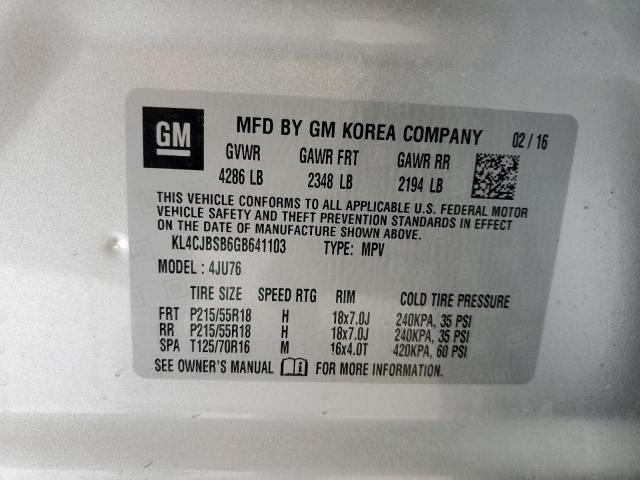 GM
MFD BY GM KOREA COMPANY 02 / 16
GVWR GAWR FRT GAWR RR
4286 LB 2348 LB 2194 LB
THIS VEHICLE CONFORMS TO ALL APPLICABLE U.S. FEDERAL MOTOR
VEHICLE SAFETY AND THEFT PREVENTION STANDARDS IN EFFECT
ON THE DATE OF MANUFACTURE SHOWN ABOVE.
KL4CJBSB6GB641103 TYPE: MPV
MODEL : 4JU76
TIRE SIZE SPEED RTG RIM COLD TIRE PRESSURE
FRT P215/55R18 H 18x7.0J 240KPA, 35 PSI
RR P215/55R18 H 18x7.0J 240KPA, 35 PSI
SPA T125/70R16 M 16x4.0T 420KPA, 60 PSI
SEE OWNER'S MANUAL FOR MORE INFORMATION.